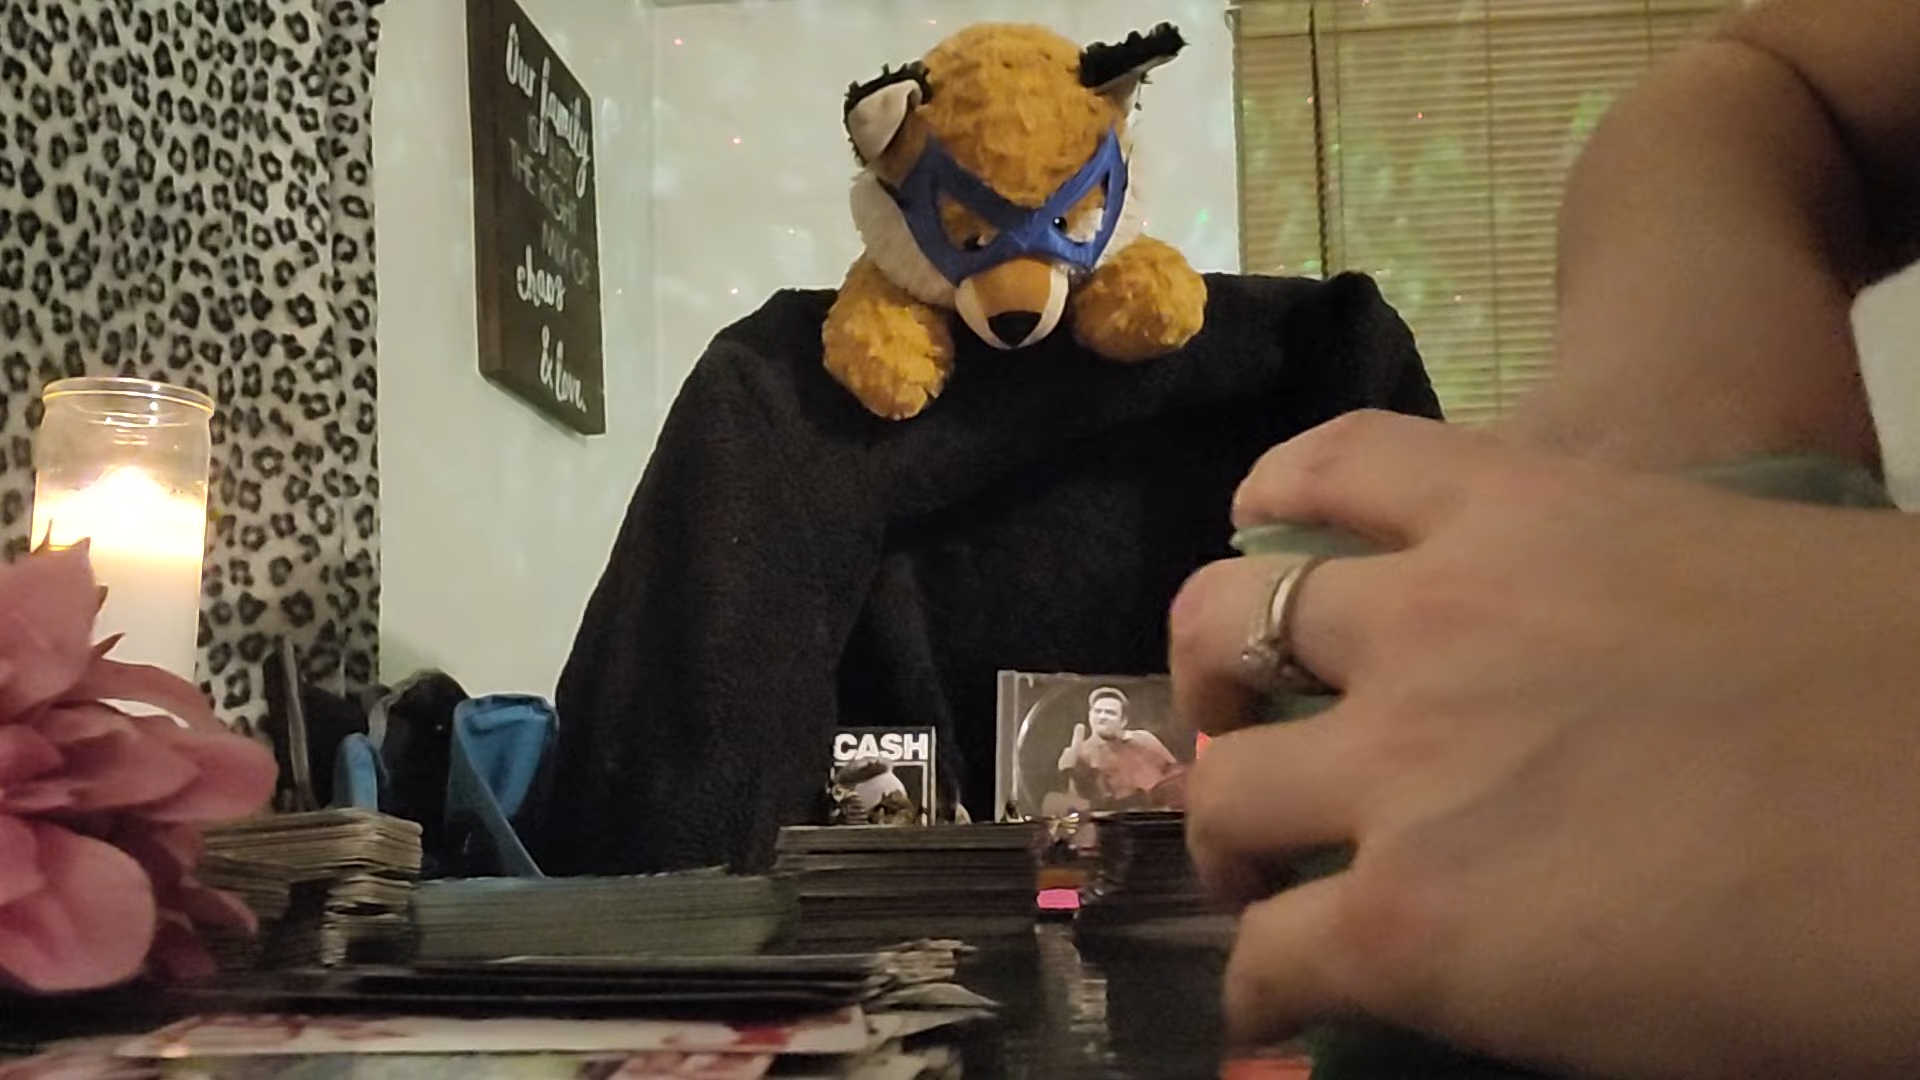 Our family
IS JUST
THE RIGHT
MIX OF
chaos
& love.
CASH